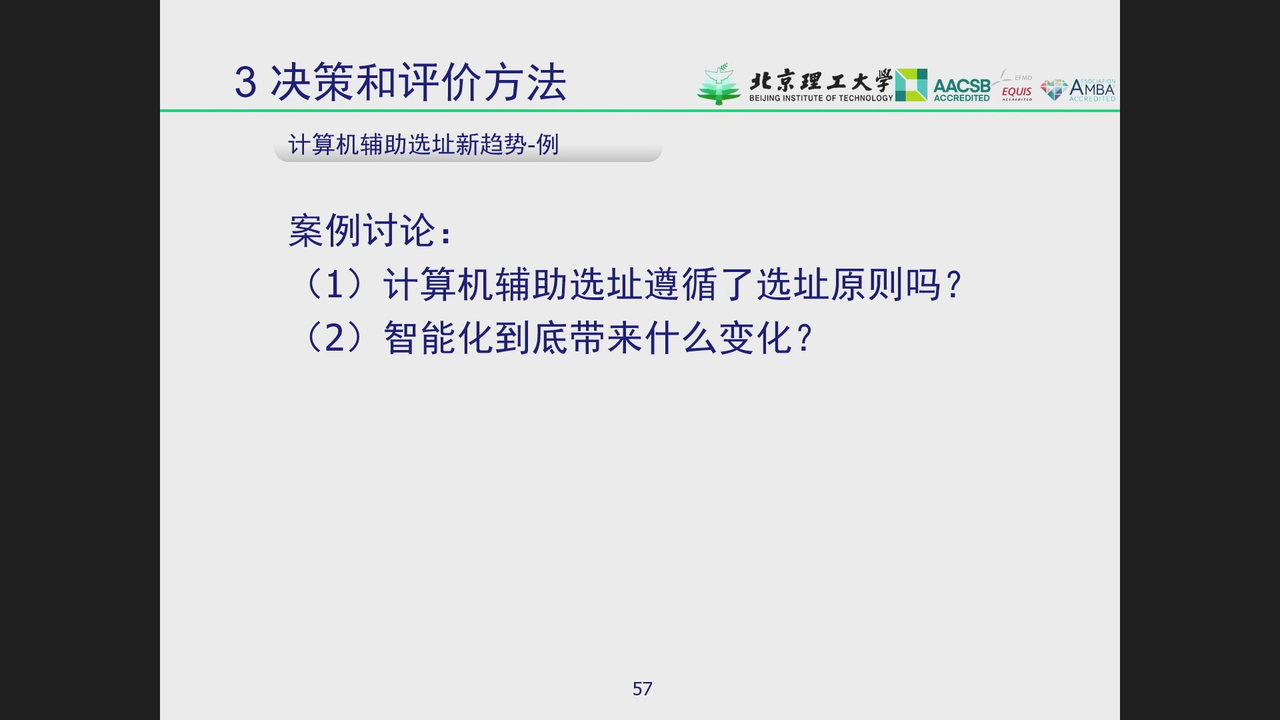 3 决策和评价方法
北京理工大学
BEIJING INSTITUTE OF TECHNOLOGY
AACSB
ACCREDITED
EFMD
EQUIS
ACCREDITED
ASSOCIATION
AMBA
ACCREDITED
计算机辅助选址新趋势-例
案例讨论：
（1）计算机辅助选址遵循了选址原则吗？
（2）智能化到底带来什么变化？
57